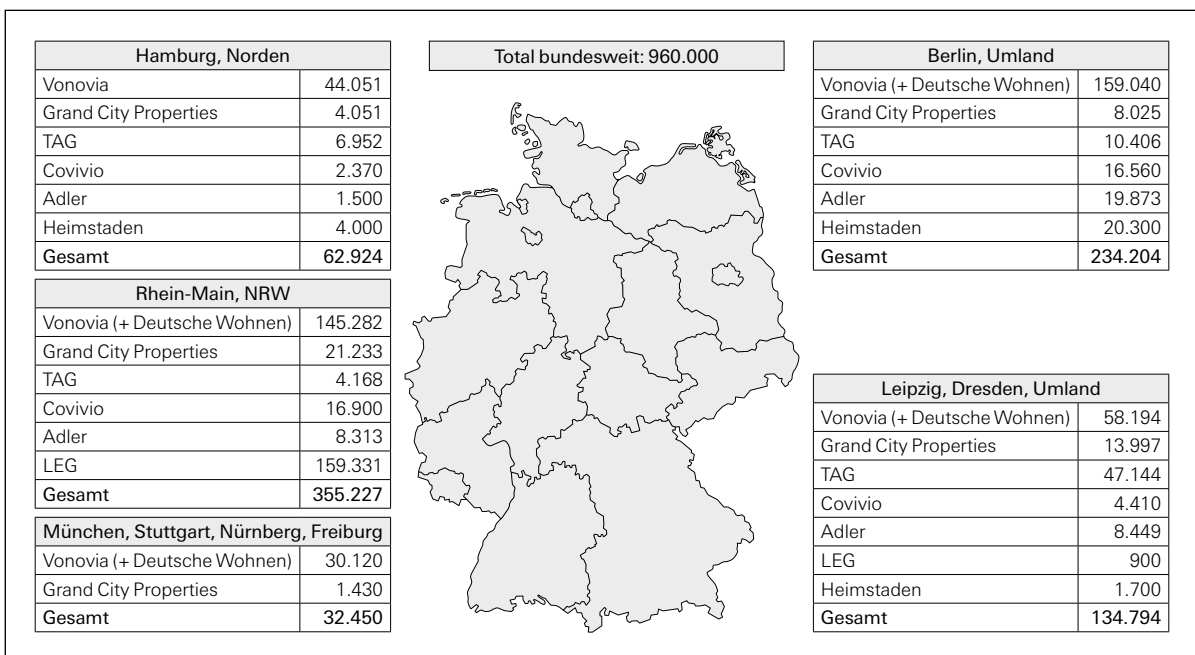 Hamburg, Norden
Vonovia 44.051
Grand City Properties 4.051
TAG 6.952
Covivio 2.370
Adler 1.500
Heimstaden 4.000
Gesamt 62.924
Rhein-Main, NRW
Vonovia (+ Deutsche Wohnen) 145.282
Grand City Properties 21.233
TAG 4.168
Covivio 16.900
Adler 8.313
LEG 159.331
Gesamt 355.227
München, Stuttgart, Nürnberg, Freiburg
Vonovia (+ Deutsche Wohnen) 30.120
Grand City Properties 1.430
Gesamt 32.450
Total bundesweit: 960.000
Berlin, Umland
Vonovia (+ Deutsche Wohnen) 159.040
Grand City Properties 8.025
TAG 10.406
Covivio 16.560
Adler 19.873
Heimstaden 20.300
Gesamt 234.204
Leipzig, Dresden, Umland
Vonovia (+ Deutsche Wohnen) 58.194
Grand City Properties 13.997
TAG 47.144
Covivio 4.410
Adler 8.449
LEG 900
Heimstaden 1.700
Gesamt 134.794